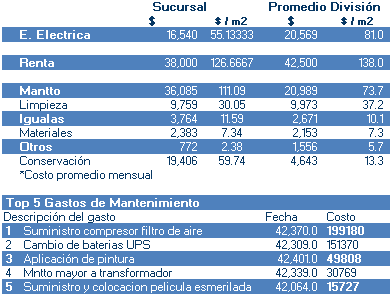 Sucursal Promedio División
$ $ / m2 $ $ / m2
E. Electrica 16,540 55.13333 20,569 81.0
Renta 38,000 126.6667 42,500 138.0
Mantto 36,085 111.09 20,989 73.7
Limpieza 9,759 30.05 9,973 37.2
Igualas 3,764 11.59 2,671 10.1
Materiales 2,383 7.34 2,153 7.3
Otros 772 2.38 1,556 5.7
Conservación 19,406 59.74 4,643 13.3
*Costo promedio mensual
Top 5 Gastos de Mantenimiento
Descripción del gasto Fecha Costo
1 Suministro compresor filtro de aire 42,370.0 199180
2 Cambio de baterias UPS 42,309.0 151370
3 Aplicación de pintura 42,401.0 49808
4 Mntto mayor a transformador 42,339.0 30769
5 Suministro y colocacion pelicula esmerilada 42,064.0 15727